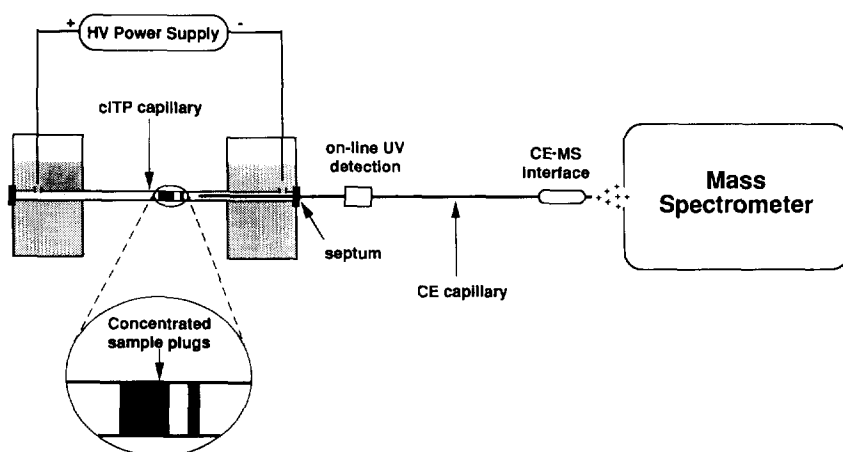 +
HV Power Supply
-
cITP capillary
on-line UV
detection
CE-MS
Interface
Mass
Spectrometer
septum
CE capillary
Concentrated
sample plugs